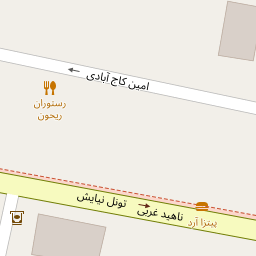 امین کاج آبادی
رستوران
ریحون
تونل نیایش
ناهید غربی
پیتزا آرد